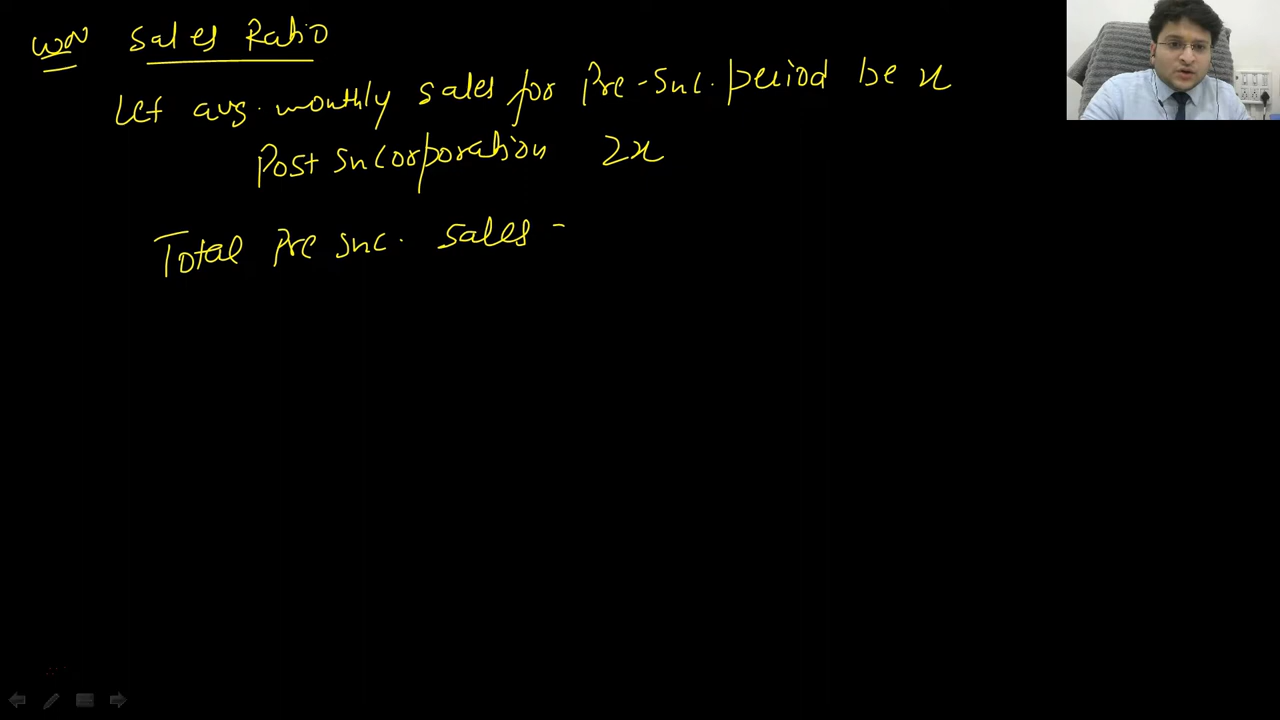 WN Sales Ratio
Let avg. monthly sales for Pre-Inc. period be x
Post Incorporation 2x
Total Pre Inc. Sales -